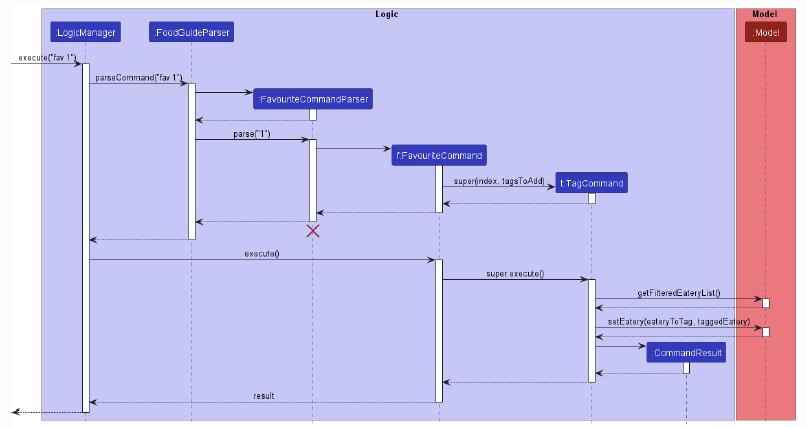 Logic
Model
:LogicManager
:FoodGuideParser
:Model
execute("fav 1")
parseCommand("fav 1")
:FavouriteCommandParser
parse("1")
f:FavouriteCommand
super(index, tagsToAdd)
t:TagCommand
execute()
super.execute()
getFilteredEateryList()
setEatery(eateryToTag, taggedEatery)
:CommandResult
result